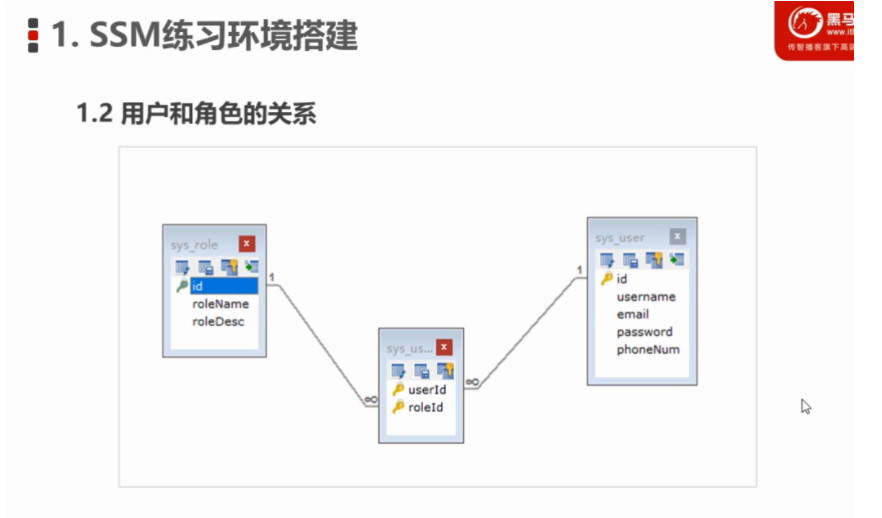 1. SSM练习环境搭建
黑马
www.it
传智播客旗下高端
1.2 用户和角色的关系
sys_role
id
roleName
roleDesc
1
sys_us...
userId
roleId
∞
∞
sys_user
id
username
email
password
phoneNum
1